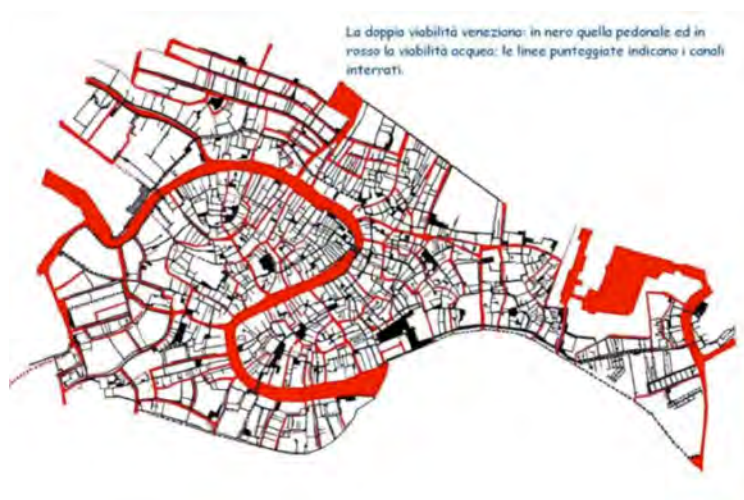 La doppia viabilità veneziana: in nero quella pedonale ed in
rosso la viabilità acquea; le linee punteggiate indicano i canali
interrati.